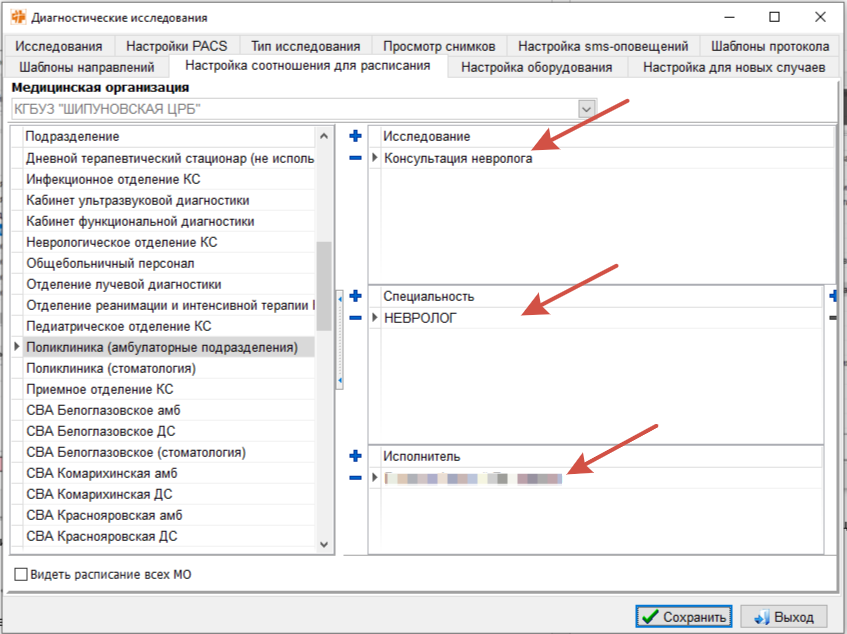 Диагностические исследования
Исследования Настройки PACS Тип исследования Просмотр снимков Настройка sms-оповещений Шаблоны протокола
Шаблоны направлений Настройка соотношения для расписания Настройка оборудования Настройка для новых случаев
Медицинская организация
КГБУЗ "ШИПУНОВСКАЯ ЦРБ"
Подразделение
Дневной терапевтический стационар (не исполь
Инфекционное отделение КС
Кабинет ультразвуковой диагностики
Кабинет функциональной диагностики
Неврологическое отделение КС
Общебольничный персонал
Отделение лучевой диагностики
Отделение реанимации и интенсивной терапии
Педиатрическое отделение КС
Поликлиника (амбулаторные подразделения)
Поликлиника (стоматология)
Приемное отделение КС
СВА Белоглазовское амб
СВА Белоглазовское ДС
СВА Белоглазовское (стоматология)
СВА Комарихинская амб
СВА Комарихинская ДС
СВА Краснояровская амб
СВА Краснояровская ДС
Исследование
Консультация невролога
Специальность
НЕВРОЛОГ
Исполнитель
Видеть расписание всех МО
Сохранить Выход